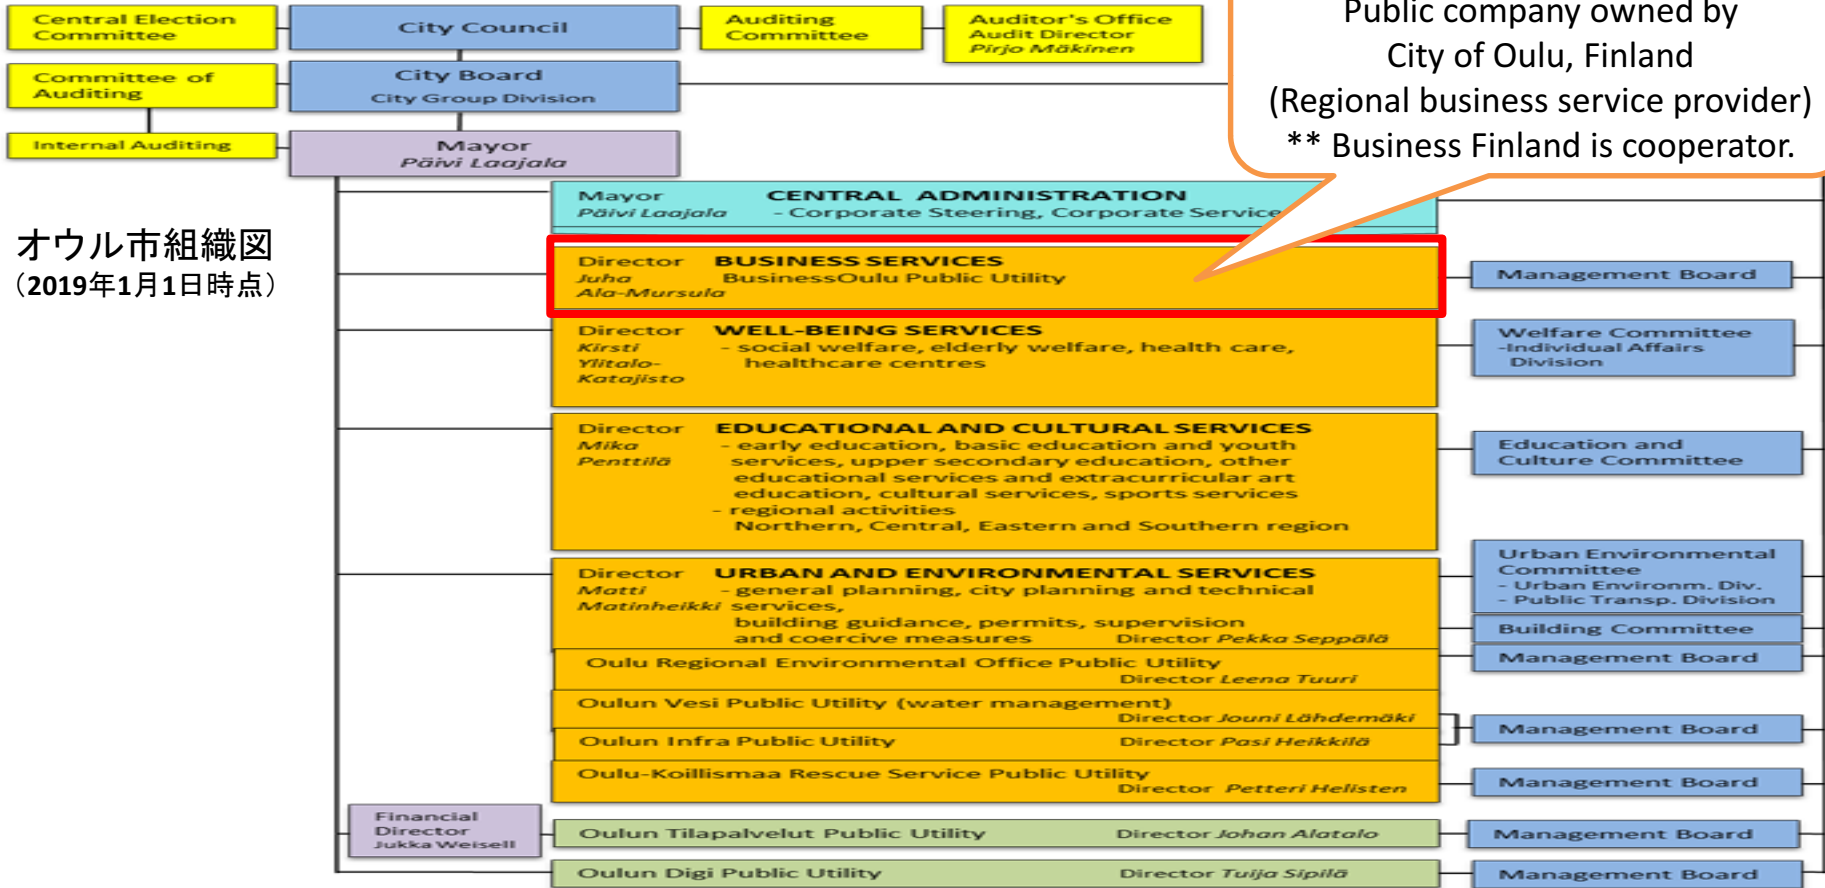 Central Election
Committee
City Council
Auditing
Committee
Auditor's Office
Audit Director
Pirjo Mäkinen
Public company owned by
City of Oulu, Finland
(Regional business service provider)
** Business Finland is cooperator.
Committee of
Auditing
City Board
City Group Division
Internal Auditing
Mayor
Päivi Laajala
オウル市組織図
（2019年1月1日時点）
Mayor CENTRAL ADMINISTRATION
Päivi Laajala - Corporate Steering, Corporate Service
Director BUSINESS SERVICES
Juha BusinessOulu Public Utility
Ala-Mursula
Management Board
Director WELL-BEING SERVICES
Kirsti - social welfare, elderly welfare, health care,
Ylitalo- healthcare centres
Katajisto
Welfare Committee
-Individual Affairs
Division
Director EDUCATIONAL AND CULTURAL SERVICES
Mika - early education, basic education and youth
Penttilä services, upper secondary education, other
educational services and extracurricular art
education, cultural services, sports services
- regional activities
Northern, Central, Eastern and Southern region
Education and
Culture Committee
Director URBAN AND ENVIRONMENTAL SERVICES
Matti - general planning, city planning and technical
Matinheikki services,
building guidance, permits, supervision
and coercive measures Director Pekka Seppälä
Urban Environmental
Committee
- Urban Environm. Div.
- Public Transp. Division
Building Committee
Oulu Regional Environmental Office Public Utility
Director Leena Tuuri
Management Board
Oulun Vesi Public Utility (water management)
Director Jouni Lähdemäki
Oulun Infra Public Utility Director Pasi Heikkilä
Management Board
Oulu-Koillismaa Rescue Service Public Utility
Director Petteri Helisten
Management Board
Financial
Director
Jukka Weisell
Oulun Tilapalvelut Public Utility Director Johan Alatalo
Management Board
Oulun Digi Public Utility Director Tuija Sipilä
Management Board